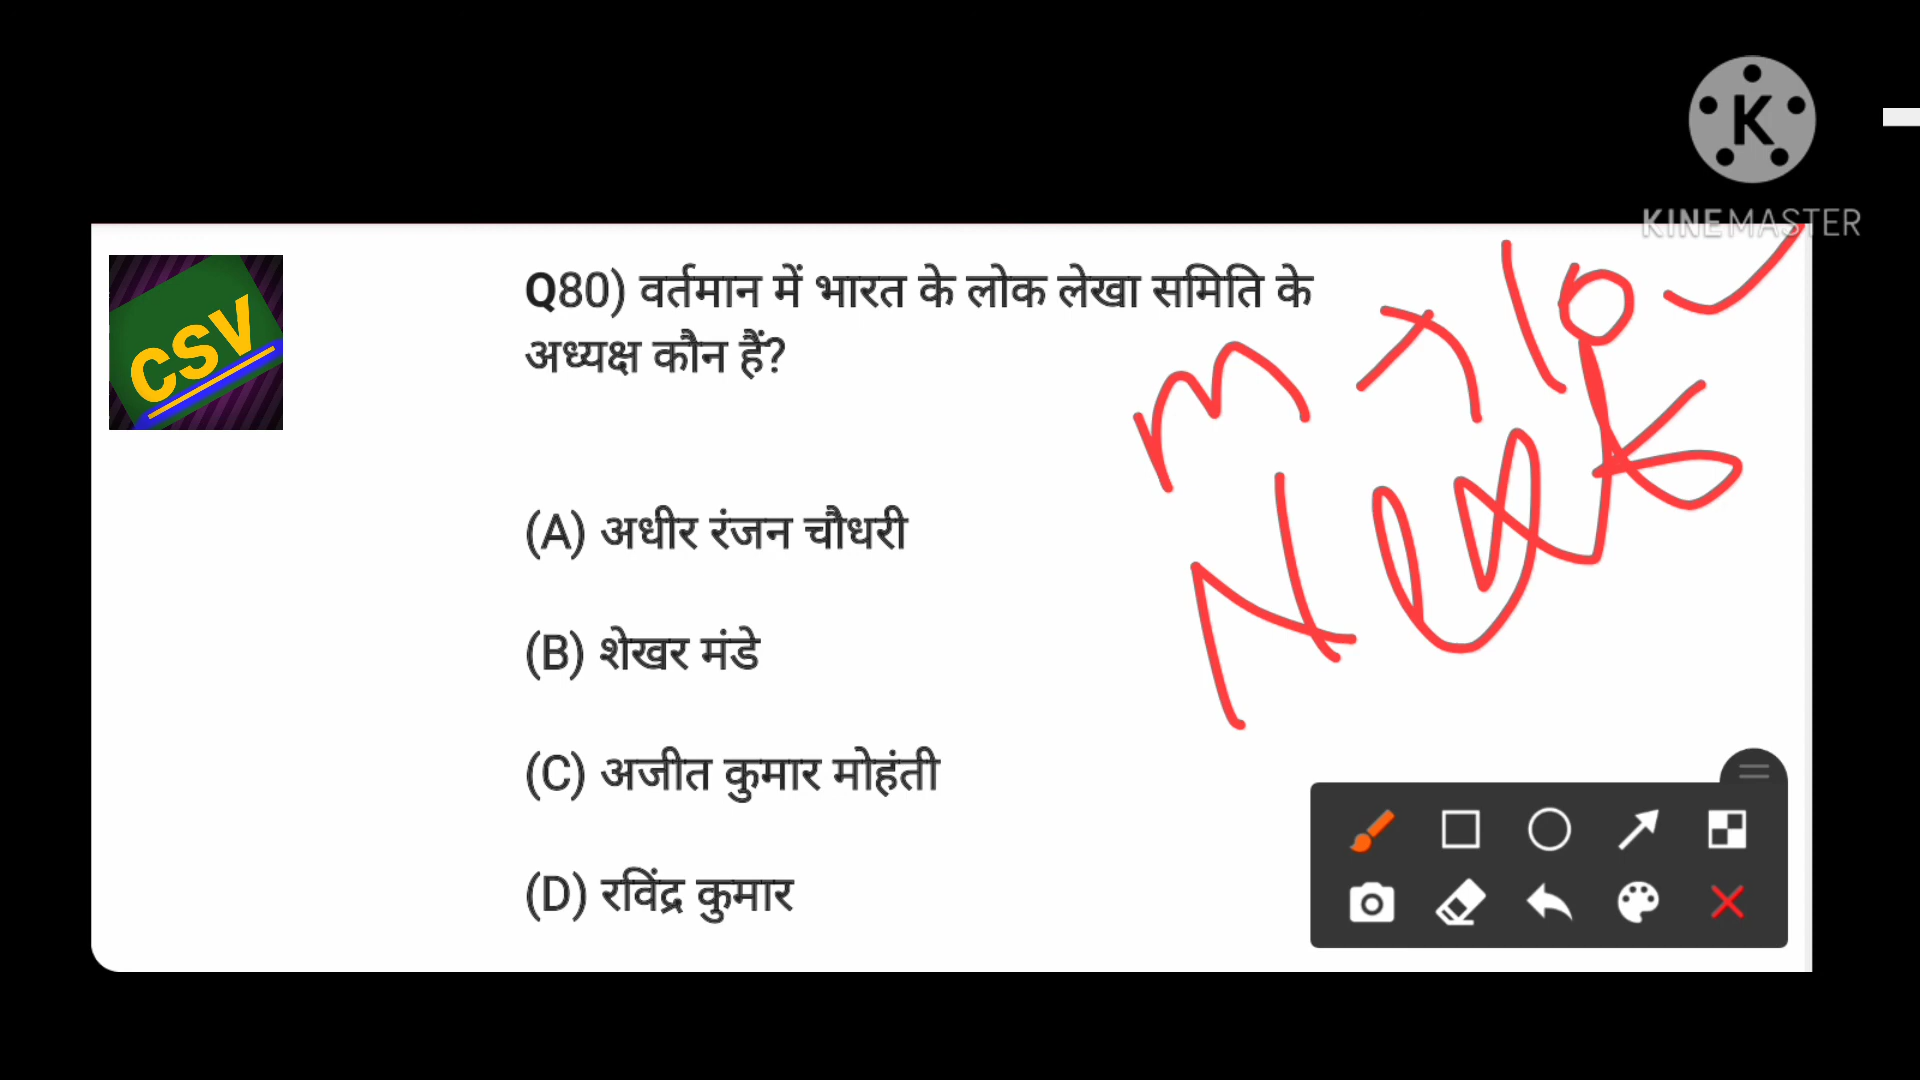 KINEMASTER
CSV
Q80) वर्तमान में भारत के लोक लेखा समिति के
अध्यक्ष कौन हैं?
(A) अधीर रंजन चौधरी
(B) शेखर मंडे
(C) अजीत कुमार मोहंती
(D) रविंद्र कुमार